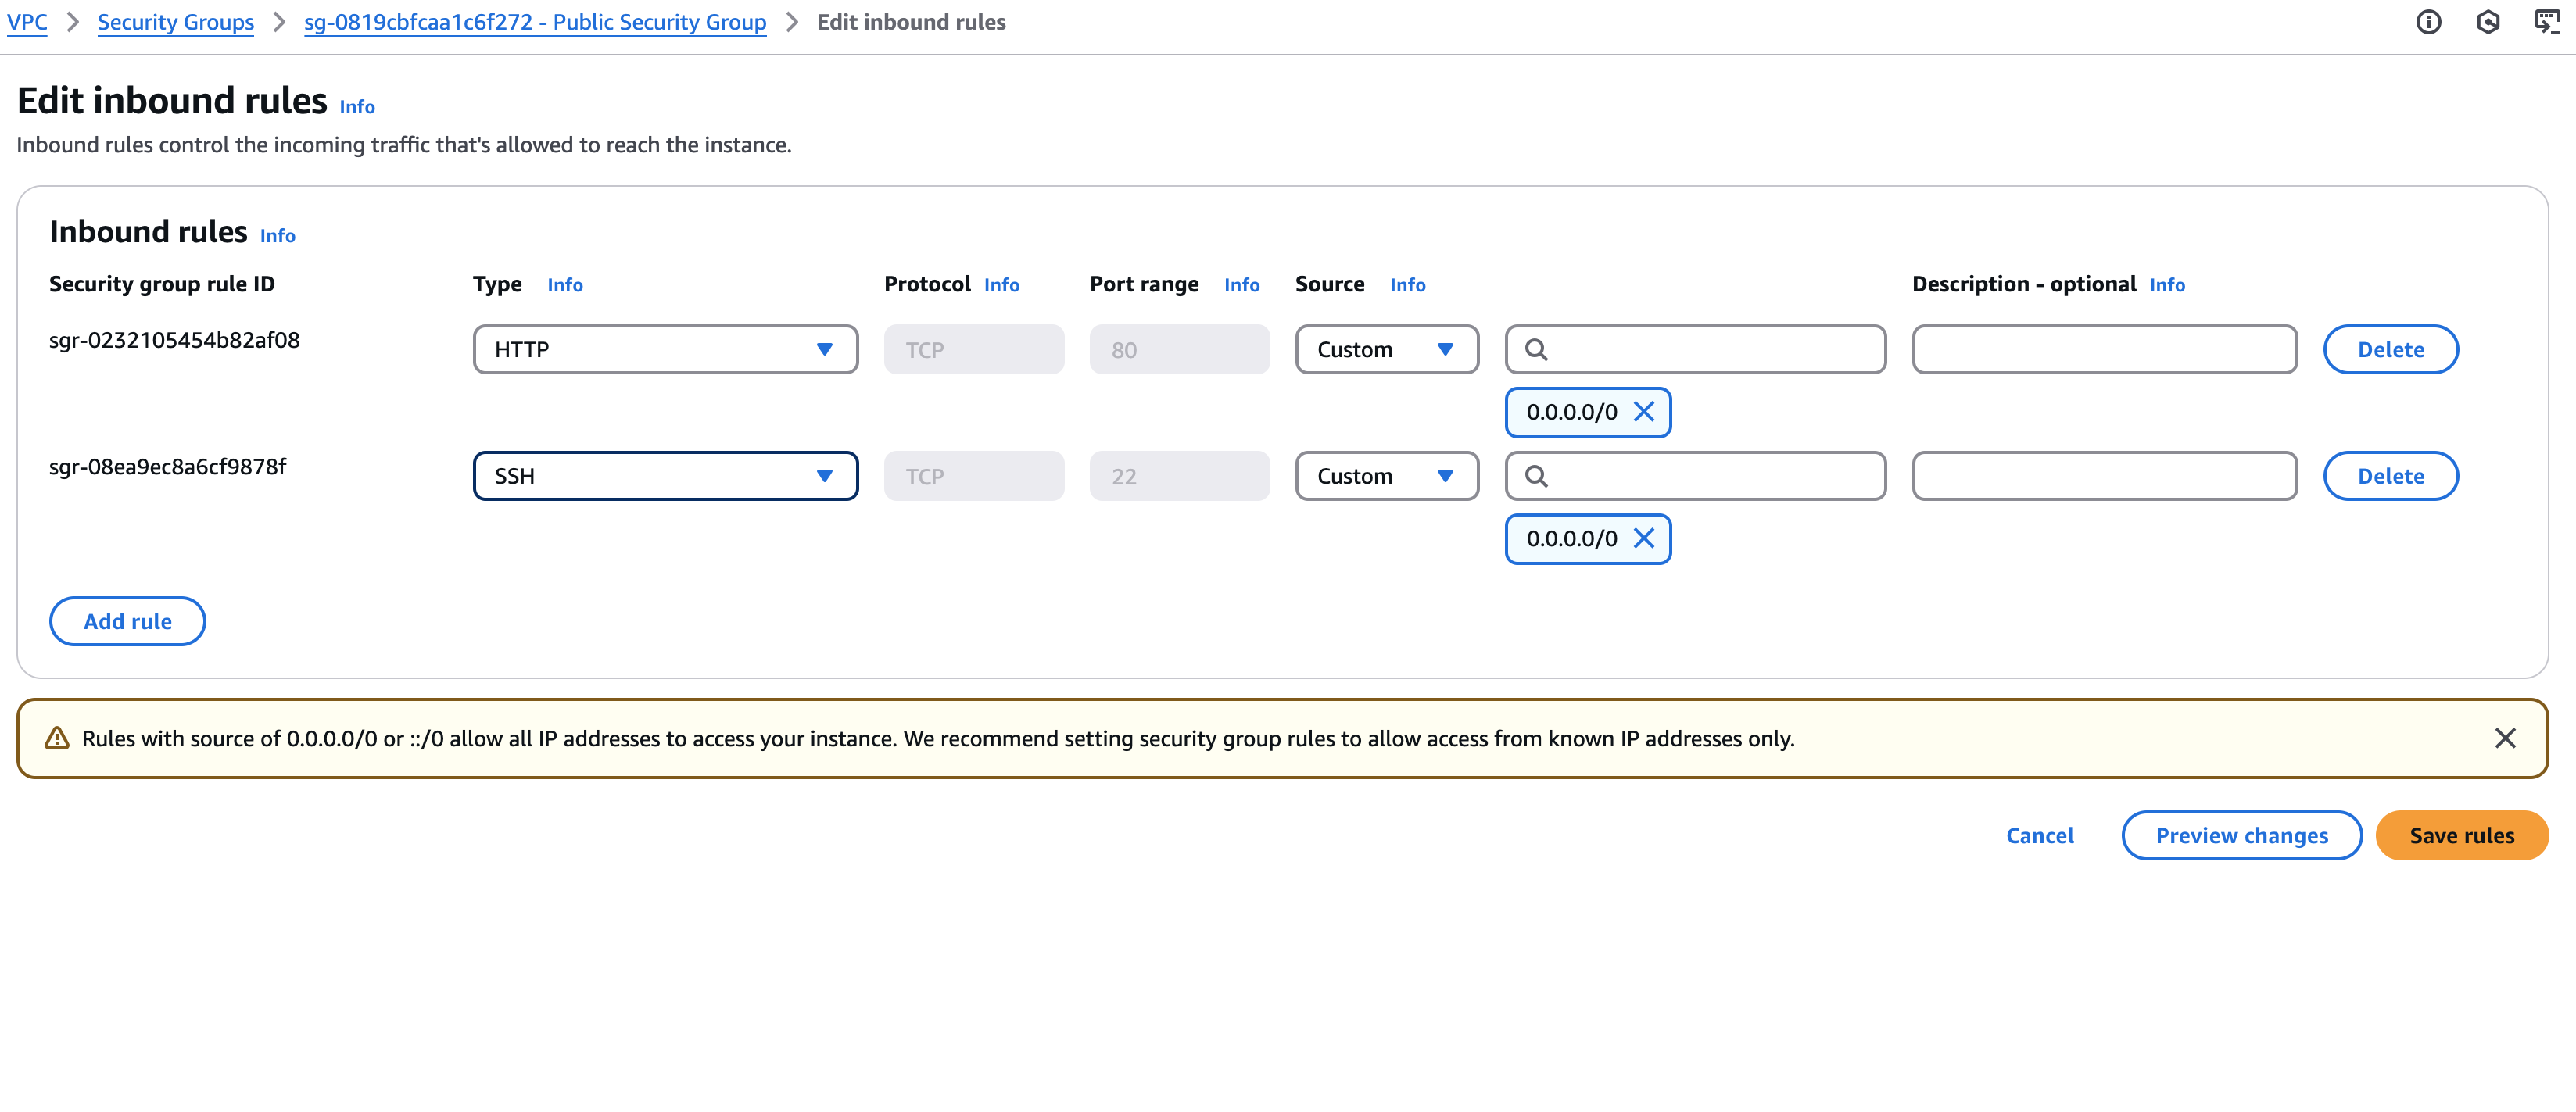 VPC > Security Groups > sg-0819cbfcaa1c6f272 - Public Security Group > Edit inbound rules
Edit inbound rules Info
Inbound rules control the incoming traffic that's allowed to reach the instance.
Inbound rules Info
Security group rule ID Type Info Protocol Info Port range Info Source Info Description - optional Info
sgr-0232105454b82af08 HTTP TCP 80 Custom Delete
0.0.0.0/0
sgr-08ea9ec8a6cf9878f SSH TCP 22 Custom Delete
0.0.0.0/0
Add rule
Rules with source of 0.0.0.0/0 or ::/0 allow all IP addresses to access your instance. We recommend setting security group rules to allow access from known IP addresses only.
Cancel Preview changes Save rules